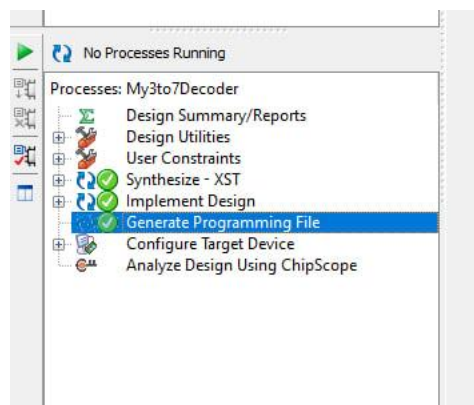 No Processes Running
Processes: My3to7Decoder
Design Summary/Reports
Design Utilities
User Constraints
Synthesize - XST
Implement Design
Generate Programming File
Configure Target Device
Analyze Design Using ChipScope